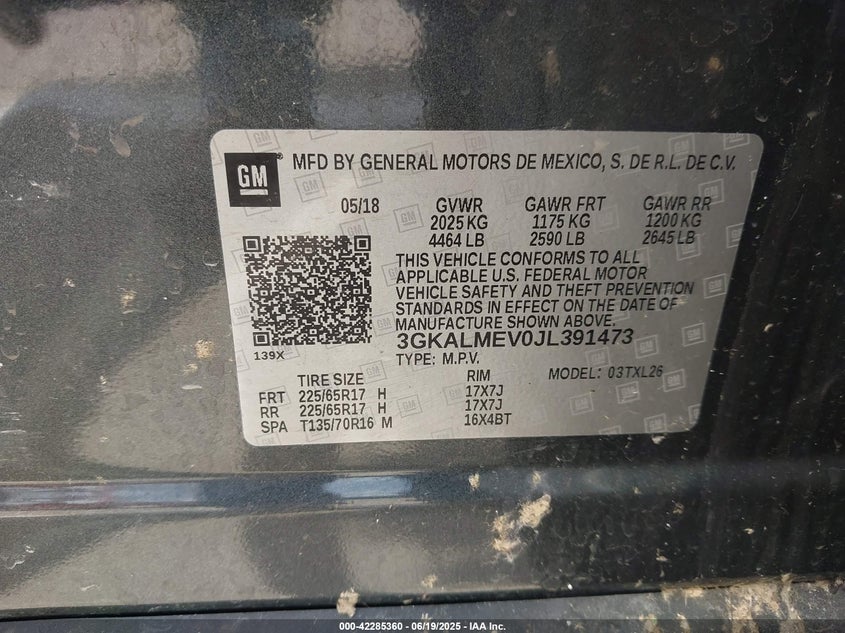 GM
MFD BY GENERAL MOTORS DE MEXICO, S. DE R.L. DE C.V.
05/18 GVWR GAWR FRT GAWR RR
2025 KG 1175 KG 1200 KG
4464 LB 2590 LB 2645 LB
THIS VEHICLE CONFORMS TO ALL
APPLICABLE U.S. FEDERAL MOTOR
VEHICLE SAFETY AND THEFT PREVENTION
STANDARDS IN EFFECT ON THE DATE OF
MANUFACTURE SHOWN ABOVE.
139X 3GKALMEV0JL391473
TYPE: M.P.V. MODEL: 03TXL26
TIRE SIZE RIM
FRT 225/65R17 H 17X7J
RR 225/65R17 H 17X7J
SPA T135/70R16 M 16X4BT
000-42285360 - 06/19/2025 - IAA Inc.